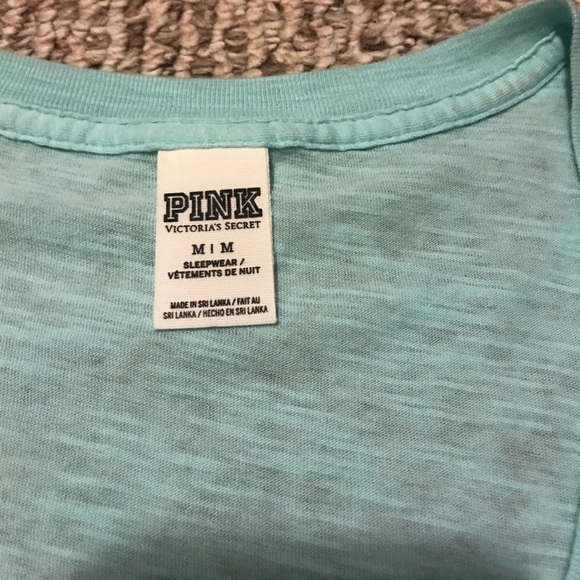 PINK
VICTORIA'S SECRET
M | M
SLEEPWEAR /
VÊTEMENTS DE NUIT
MADE IN SRI LANKA / FAIT AU
SRI LANKA / HECHO EN SRI LANKA